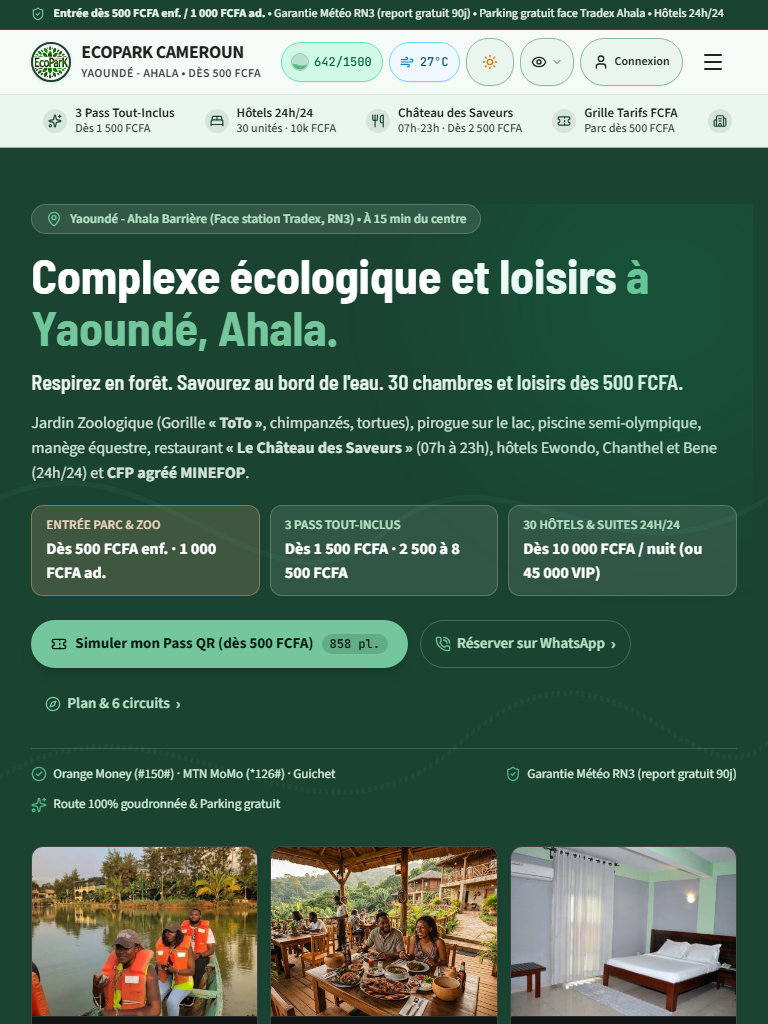 Entrée dès 500 FCFA enf. / 1 000 FCFA ad. • Garantie Météo RN3 (report gratuit 90j) • Parking gratuit face Tradex Ahala • Hôtels 24h/24
EcoParK
ECOPARK CAMEROUN
YAOUNDÉ - AHALA • DÈS 500 FCFA
642/1500
27°C
Connexion
3 Pass Tout-Inclus
Dès 1 500 FCFA
Hôtels 24h/24
30 unités · 10k FCFA
Château des Saveurs
07h-23h · Dès 2 500 FCFA
Grille Tarifs FCFA
Parc dès 500 FCFA
Yaoundé - Ahala Barrière (Face station Tradex, RN3) • À 15 min du centre
Complexe écologique et loisirs à
Yaoundé, Ahala.
Respirez en forêt. Savourez au bord de l'eau. 30 chambres et loisirs dès 500 FCFA.
Jardin Zoologique (Gorille « ToTo », chimpanzés, tortues), pirogue sur le lac, piscine semi-olympique,
manège équestre, restaurant « Le Château des Saveurs » (07h à 23h), hôtels Ewondo, Chanthel et Bene
(24h/24) et CFP agréé MINEFOP.
ENTRÉE PARC & ZOO
Dès 500 FCFA enf. · 1 000
FCFA ad.
3 PASS TOUT-INCLUS
Dès 1 500 FCFA · 2 500 à 8
500 FCFA
30 HÔTELS & SUITES 24H/24
Dès 10 000 FCFA / nuit (ou
45 000 VIP)
Simuler mon Pass QR (dès 500 FCFA) 858 pl.
Réserver sur WhatsApp ›
Plan & 6 circuits ›
Orange Money (#150#) · MTN MoMo (*126#) · Guichet
Garantie Météo RN3 (report gratuit 90j)
Route 100% goudronnée & Parking gratuit